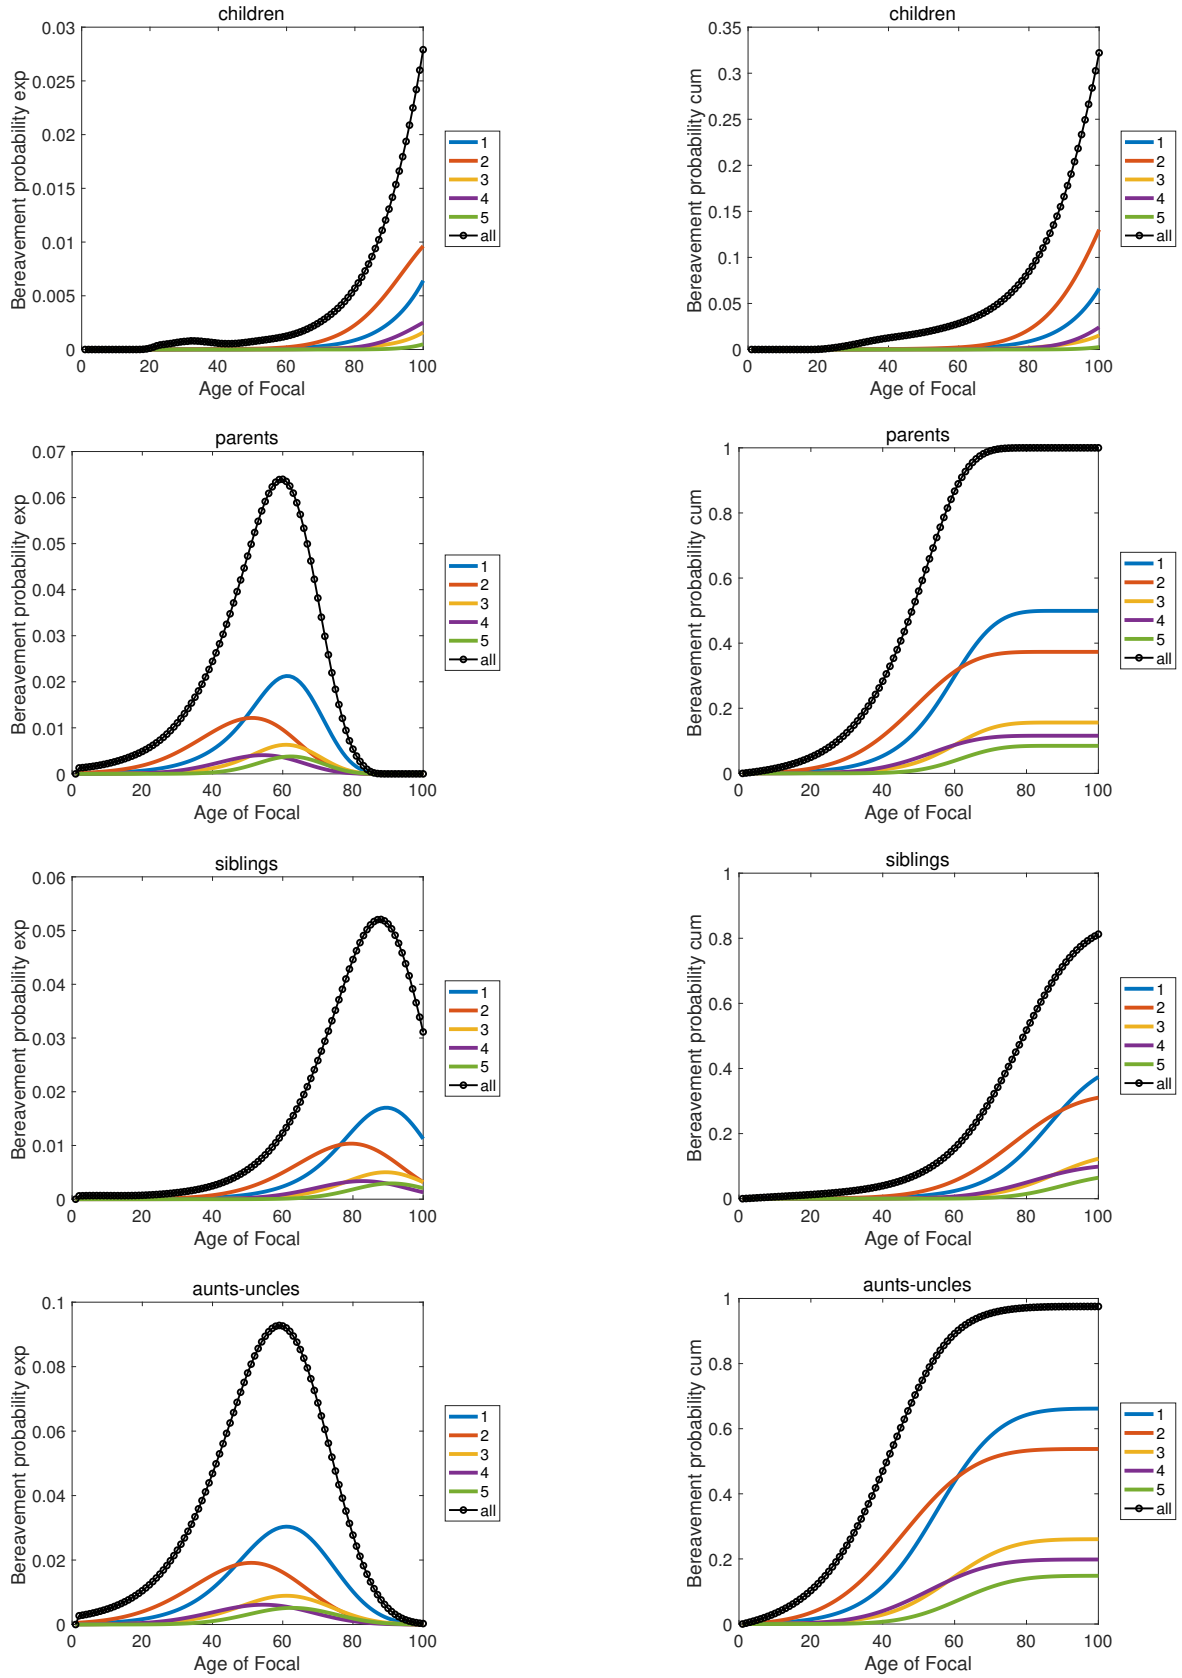 children
Bereavement probability exp
0.03
0.025
0.02
0.015
0.01
0.005
0
0 20 40 60 80 100
Age of Focal
1
2
3
4
5
all
children
Bereavement probability cum
0.35
0.3
0.25
0.2
0.15
0.1
0.05
0
0 20 40 60 80 100
Age of Focal
1
2
3
4
5
all
parents
Bereavement probability exp
0.07
0.06
0.05
0.04
0.03
0.02
0.01
0
0 20 40 60 80 100
Age of Focal
1
2
3
4
5
all
parents
Bereavement probability cum
1
0.8
0.6
0.4
0.2
0
0 20 40 60 80 100
Age of Focal
1
2
3
4
5
all
siblings
Bereavement probability exp
0.06
0.05
0.04
0.03
0.02
0.01
0
0 20 40 60 80 100
Age of Focal
1
2
3
4
5
all
siblings
Bereavement probability cum
1
0.8
0.6
0.4
0.2
0
0 20 40 60 80 100
Age of Focal
1
2
3
4
5
all
aunts-uncles
Bereavement probability exp
0.1
0.08
0.06
0.04
0.02
0
0 20 40 60 80 100
Age of Focal
1
2
3
4
5
all
aunts-uncles
Bereavement probability cum
1
0.8
0.6
0.4
0.2
0
0 20 40 60 80 100
Age of Focal
1
2
3
4
5
all